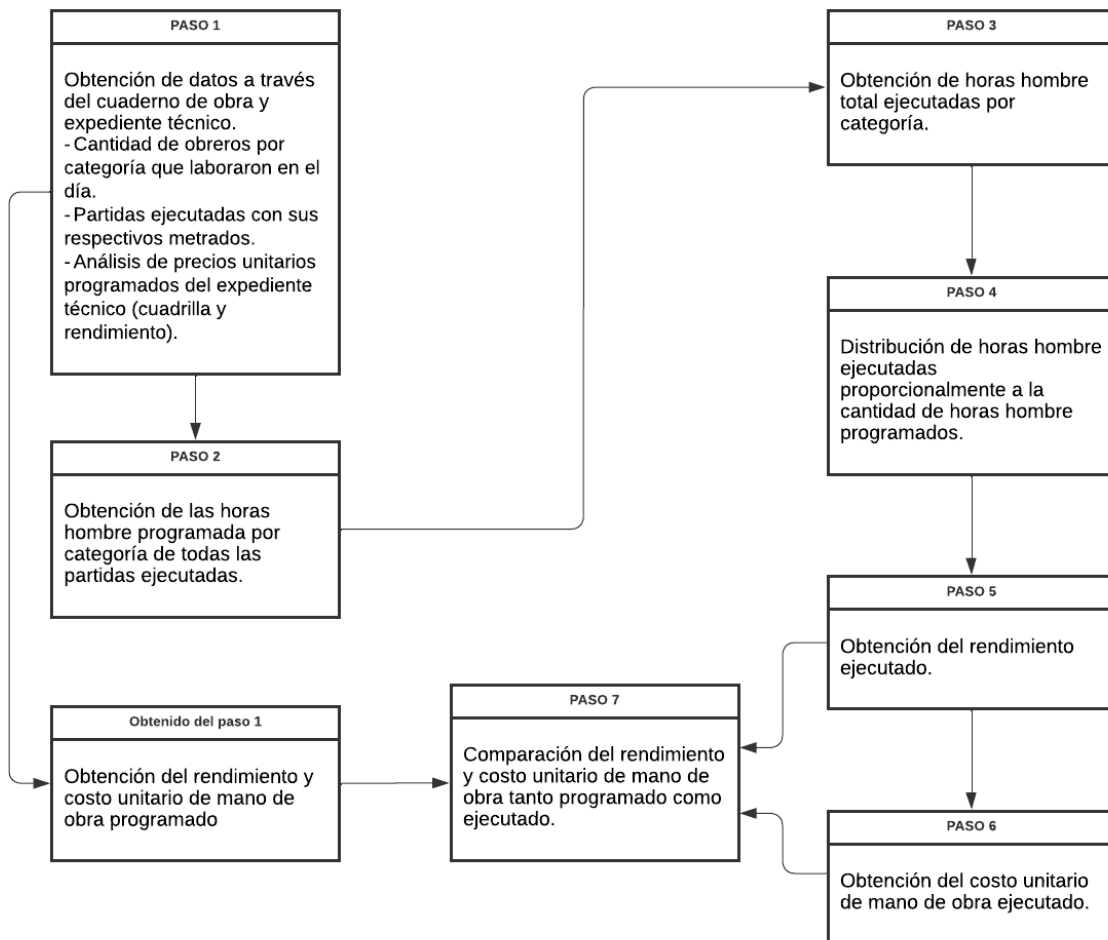 PASO 1
Obtención de datos a través
del cuaderno de obra y
expediente técnico.
- Cantidad de obreros por
categoría que laboraron en el
día.
- Partidas ejecutadas con sus
respectivos metrados.
- Análisis de precios unitarios
programados del expediente
técnico (cuadrilla y
rendimiento).
PASO 2
Obtención de las horas
hombre programada por
categoría de todas las
partidas ejecutadas.
PASO 3
Obtención de horas hombre
total ejecutadas por
categoría.
PASO 4
Distribución de horas hombre
ejecutadas
proporcionalmente a la
cantidad de horas hombre
programados.
PASO 5
Obtención del rendimiento
ejecutado.
PASO 6
Obtención del costo unitario
de mano de obra ejecutado.
Obtenido del paso 1
Obtención del rendimiento y
costo unitario de mano de
obra programado
PASO 7
Comparación del rendimiento
y costo unitario de mano de
obra tanto programado como
ejecutado.